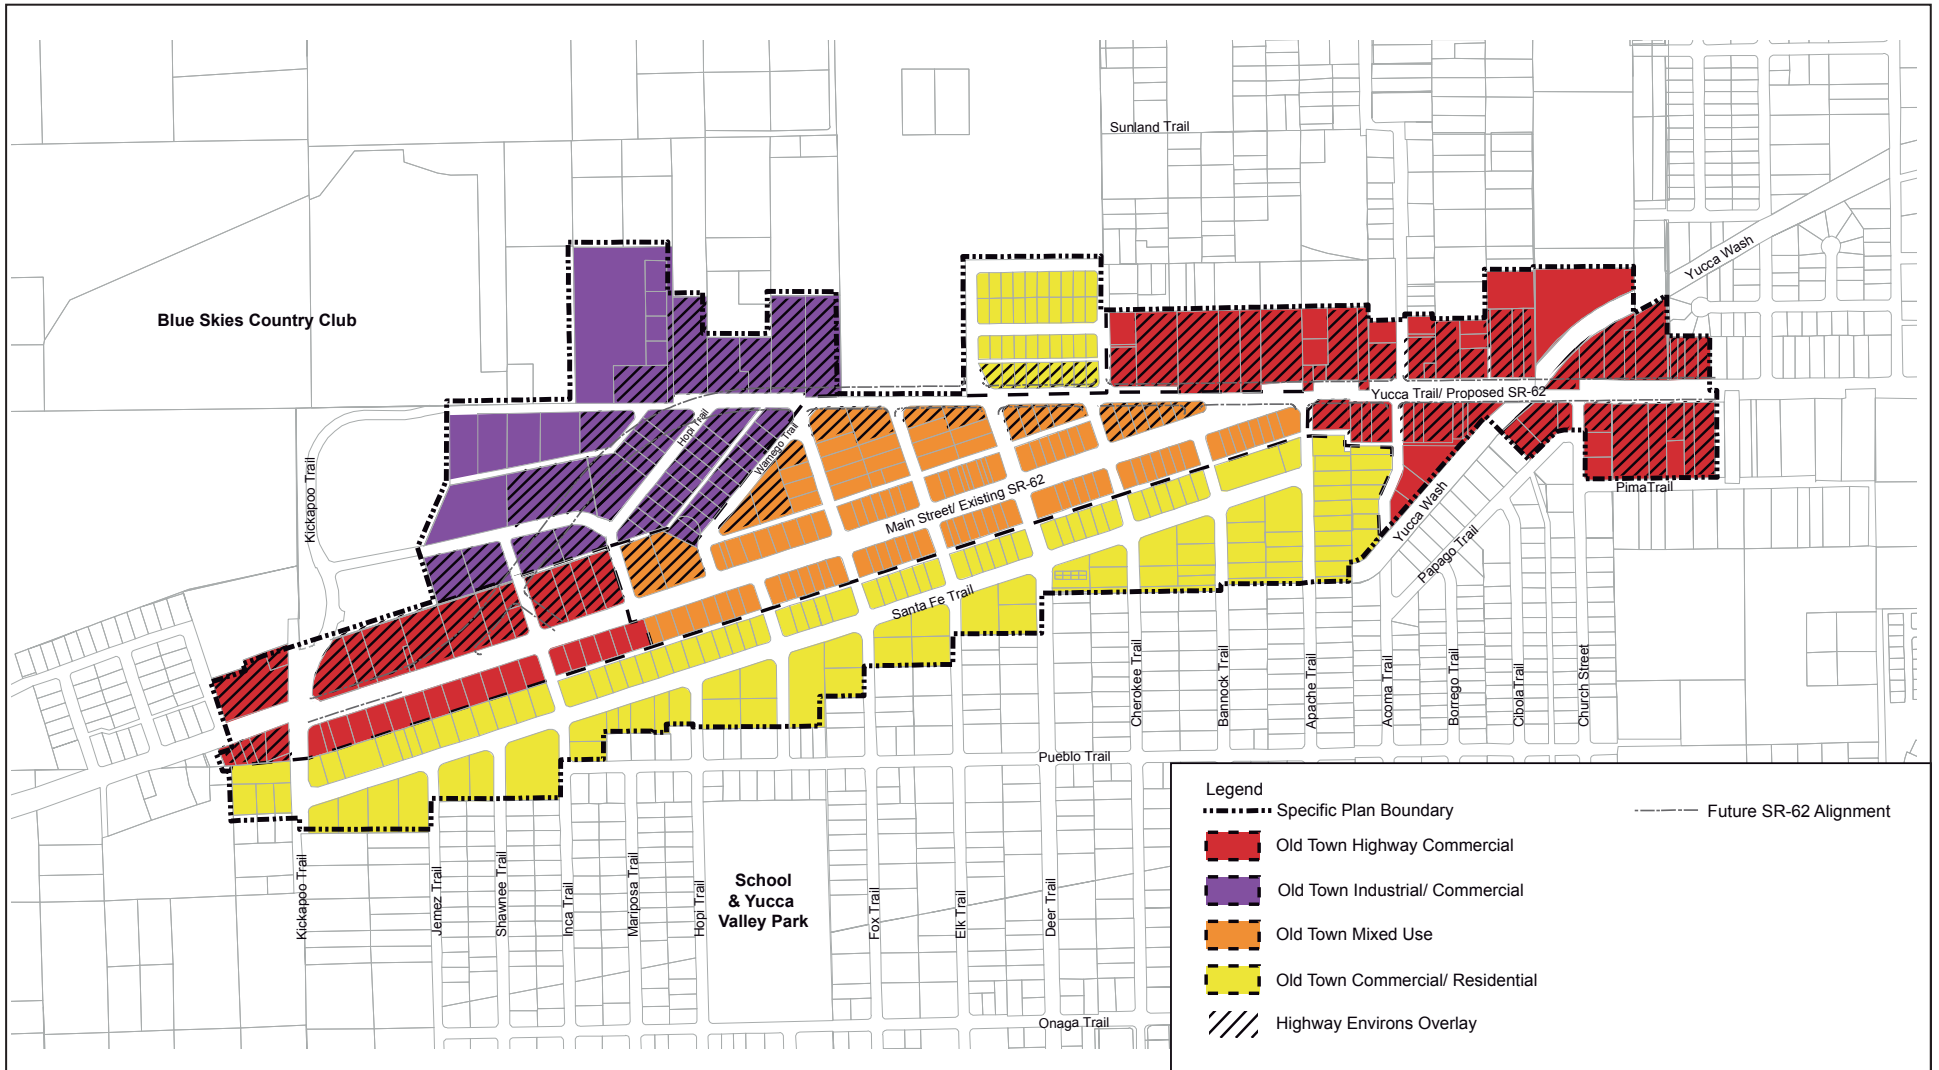 Sunland Trail
Yucca Wash
Blue Skies Country Club
Yucca Trail/ Proposed SR-62
Hopi Trail
Wamego Trail
Kickapoo Trail
Main Street/ Existing SR-62
PimaTrail
Yucca Wash
Papago Trail
Santa Fe Trail
Cherokee Trail
Bannock Trail
Apache Trail
Acoma Trail
Borrego Trail
CibolaTrail
Church Street
Pueblo Trail
Kickapoo Trail
Jemez Trail
Shawnee Trail
Inca Trail
Mariposa Trail
Hopi Trail
School
& Yucca
Valley Park
Fox Trail
Elk Trail
Deer Trail
Onaga Trail
Legend
Specific Plan Boundary
Future SR-62 Alignment
Old Town Highway Commercial
Old Town Industrial/ Commercial
Old Town Mixed Use
Old Town Commercial/ Residential
Highway Environs Overlay